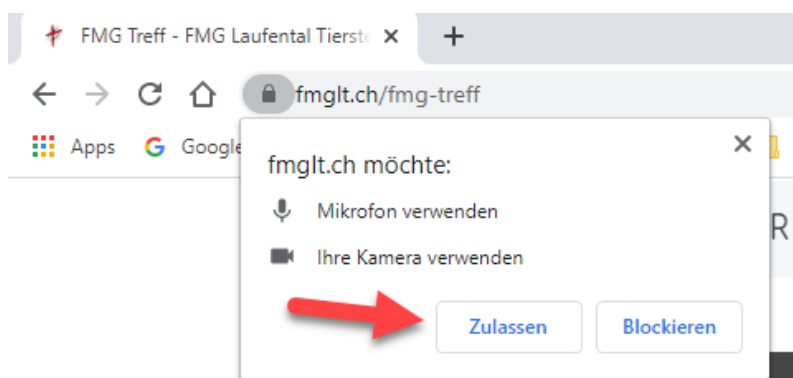 FMG Treff - FMG Laufental Tierste
fmglt.ch/fmg-treff
Apps Google
fmglt.ch möchte:
Mikrofon verwenden
Ihre Kamera verwenden
R
Zulassen Blockieren